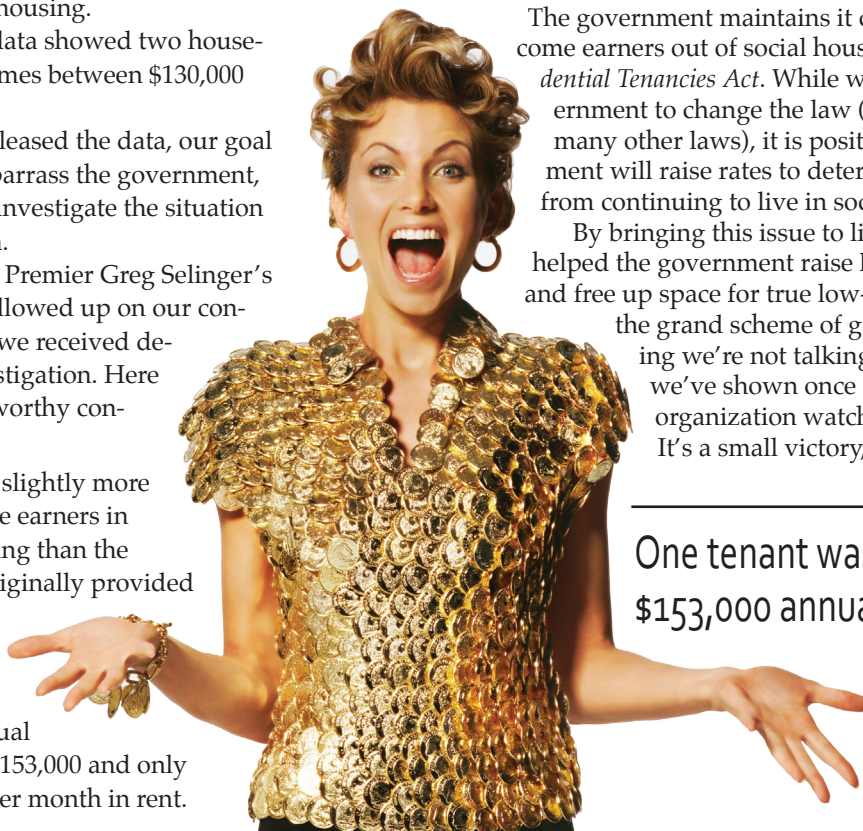 housing.
data showed two house-
mes between $130,000
leased the data, our goal
barrass the government,
investigate the situation
Premier Greg Selinger's
llowed up on our con-
we received de-
stigation. Here
worthy con-
slightly more
e earners in
ing than the
riginally provided
ual
153,000 and only
er month in rent.
The government maintains it
come earners out of social hous
dential Tenancies Act. While w
ernment to change the law (
many other laws), it is posit
ment will raise rates to deter
from continuing to live in soc
By bringing this issue to li
helped the government raise
and free up space for true low-
the grand scheme of g
ing we're not talking
we've shown once
organization watch
It's a small victory,
One tenant wa
$153,000 annua